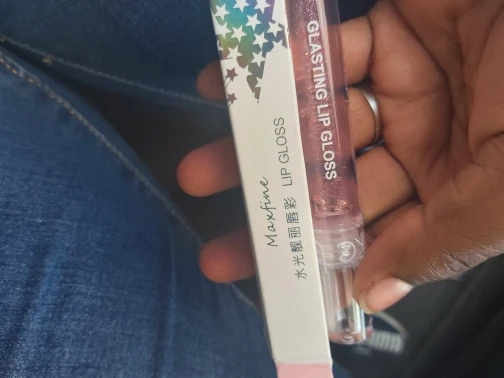 GLASTING LIP GLOSS
Maxfine
水光靓丽唇彩 LIP GLOSS